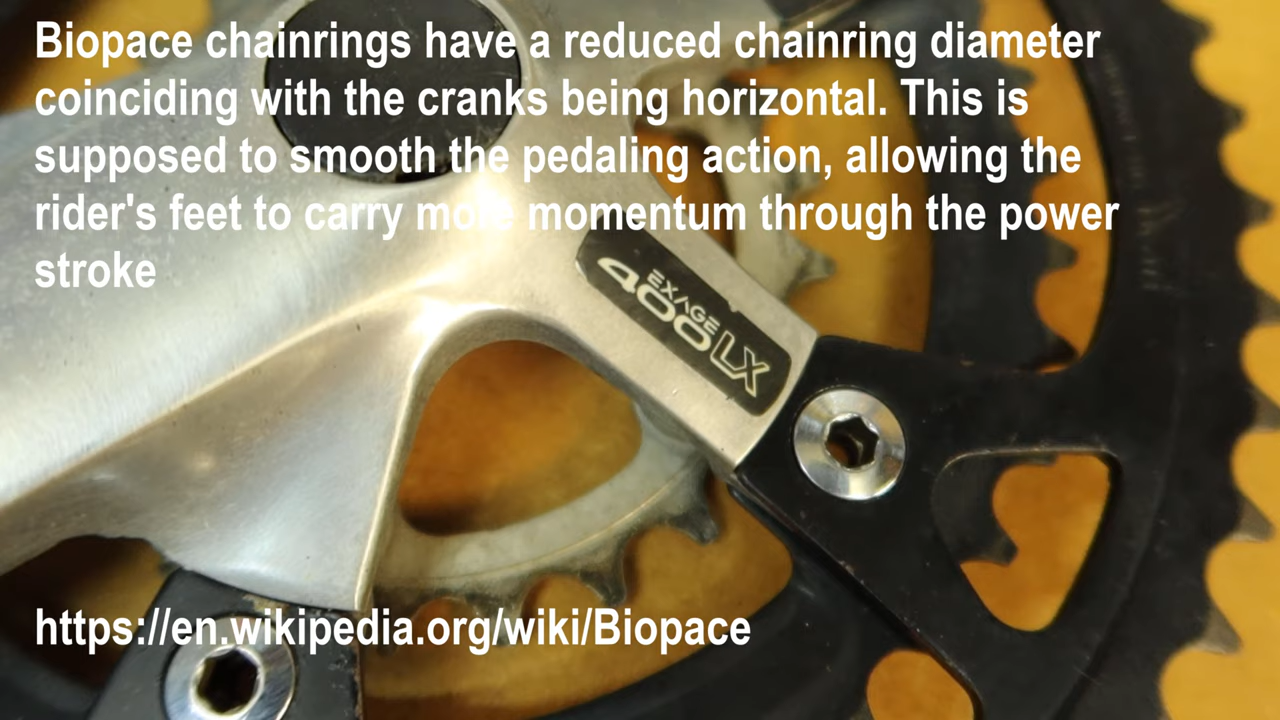 Biopace chainrings have a reduced chainring diameter
coinciding with the cranks being horizontal. This is
supposed to smooth the pedaling action, allowing the
rider's feet to carry more momentum through the power
stroke
EXAGE
400LX
https://en.wikipedia.org/wiki/Biopace